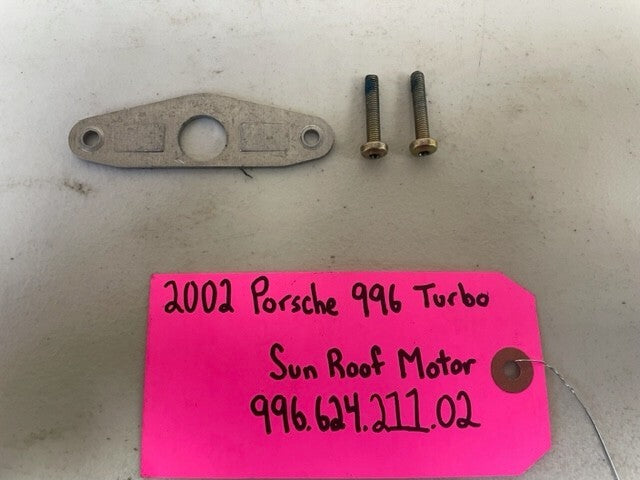 2002 Porsche 996 Turbo
Sun Roof Motor
996.624.211.02